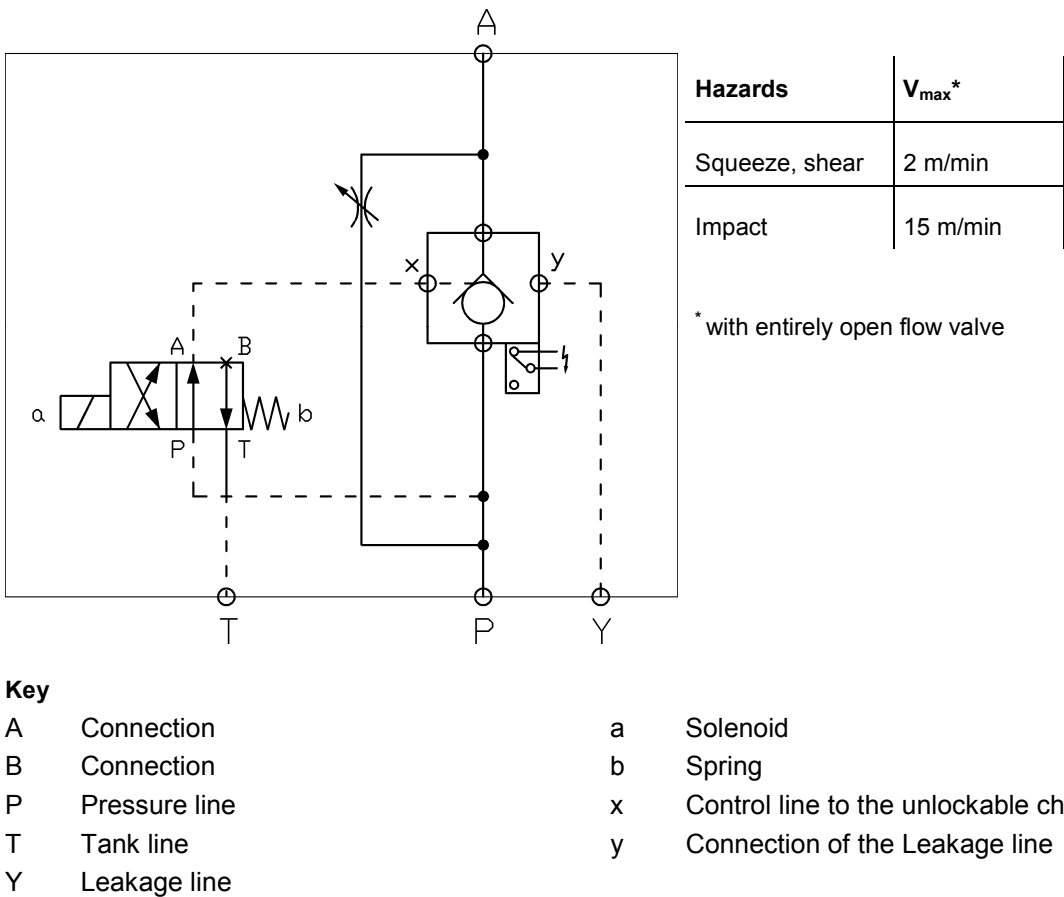 A
Hazards Vmax*
Squeeze, shear 2 m/min
Impact 15 m/min
* with entirely open flow valve
x y
A B
a b
P T
T P Y
Key
A Connection a Solenoid
B Connection b Spring
P Pressure line x Control line to the unlockable ch
T Tank line y Connection of the Leakage line
Y Leakage line